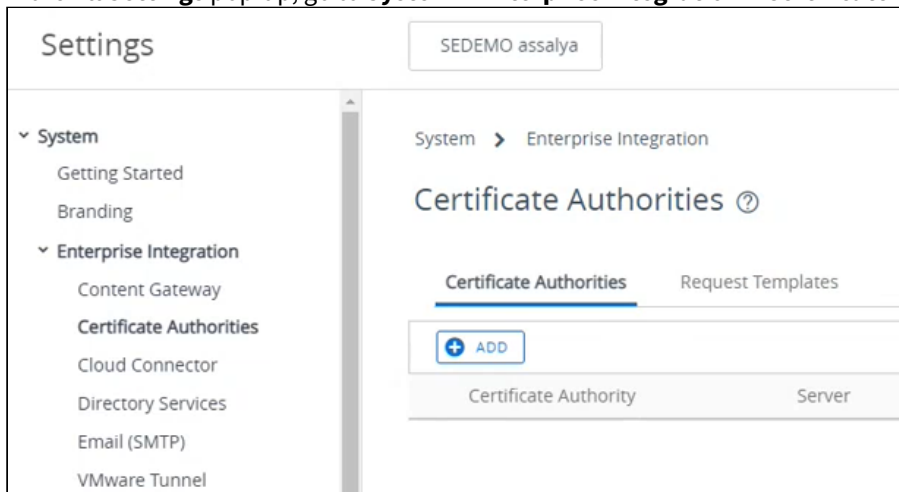 Settings
SEDEMO assalya
System
Getting Started
Branding
Enterprise Integration
Content Gateway
Certificate Authorities
Cloud Connector
Directory Services
Email (SMTP)
VMware Tunnel
System > Enterprise Integration
Certificate Authorities
Certificate Authorities Request Templates
ADD
Certificate Authority Server